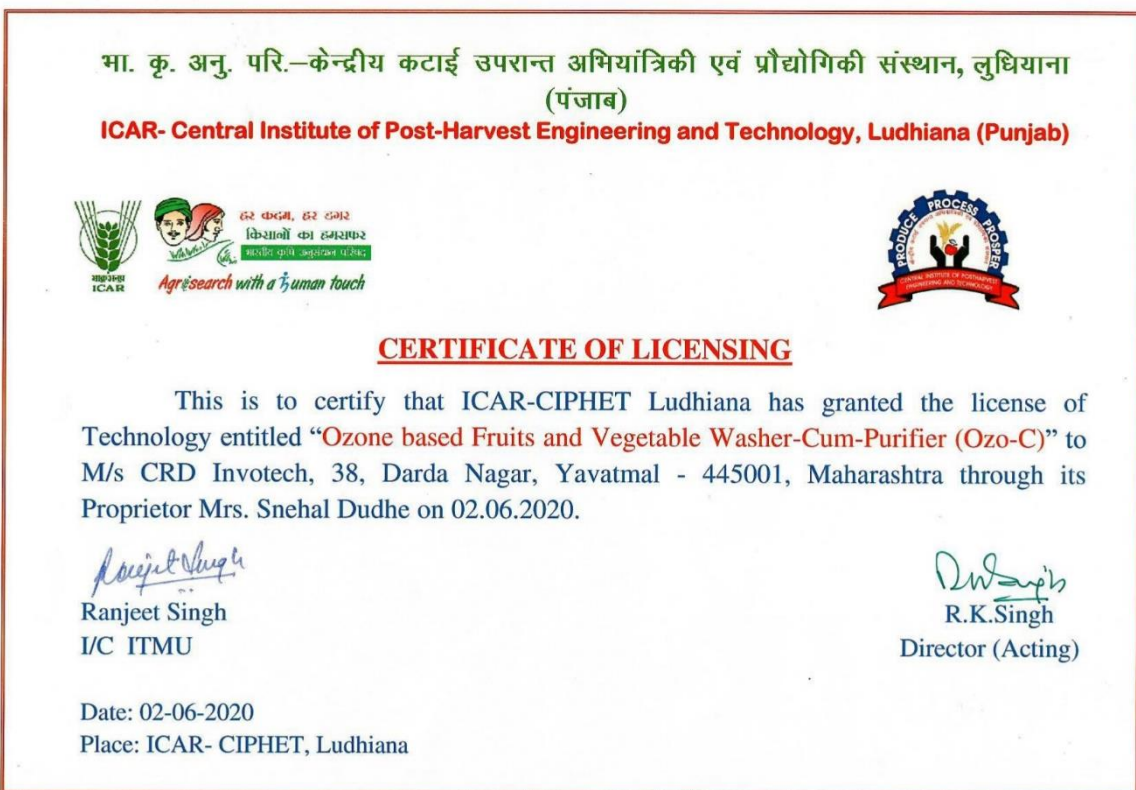 भा. कृ. अनु. परि.–केन्द्रीय कटाई उपरान्त अभियांत्रिकी एवं प्रौद्योगिकी संस्थान, लुधियाना
(पंजाब)
ICAR- Central Institute of Post-Harvest Engineering and Technology, Ludhiana (Punjab)
भाकृअनुप
ICAR
हर कदम, हर डगर
किसानों का हमसफर
भारतीय कृषि अनुसंधान परिषद
Agrisearch with a human touch
PRODUCE PROCESS PROSPER
CENTRAL INSTITUTE OF POSTHARVEST
ENGINEERING AND TECHNOLOGY
CERTIFICATE OF LICENSING
This is to certify that ICAR-CIPHET Ludhiana has granted the license of
Technology entitled “Ozone based Fruits and Vegetable Washer-Cum-Purifier (Ozo-C)” to
M/s CRD Invotech, 38, Darda Nagar, Yavatmal - 445001, Maharashtra through its
Proprietor Mrs. Snehal Dudhe on 02.06.2020.
Ranjeet Singh
Ranjeet Singh
I/C ITMU
R.K.Singh
Director (Acting)
Date: 02-06-2020
Place: ICAR- CIPHET, Ludhiana